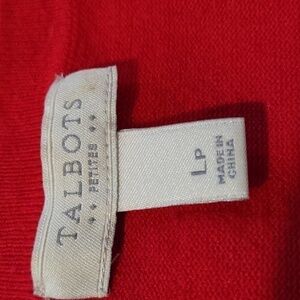 TALBOTS
PETITES
LP
MADE IN
CHINA